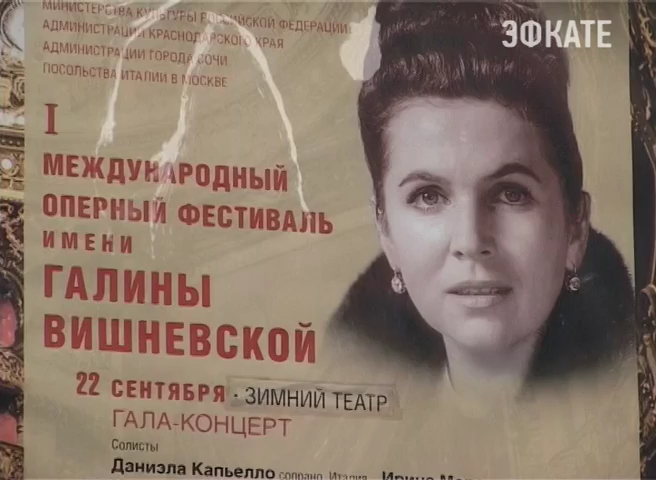 МИНИСТЕРСТВА КУЛЬТУРЫ РОССИЙСКОЙ ФЕДЕРАЦИИ
АДМИНИСТРАЦИИ КРАСНОДАРСКОГО КРАЯ
АДМИНИСТРАЦИИ ГОРОДА СОЧИ
ПОСОЛЬСТВА ИТАЛИИ В МОСКВЕ
ЭФКАТЕ
I
МЕЖДУНАРОДНЫЙ
ОПЕРНЫЙ ФЕСТИВАЛЬ
ИМЕНИ
ГАЛИНЫ
ВИШНЕВСКОЙ
22 СЕНТЯБРЯ · ЗИМНИЙ ТЕАТР
ГАЛА-КОНЦЕРТ
Солисты
Даниэла Капьелло сопрано, Италия